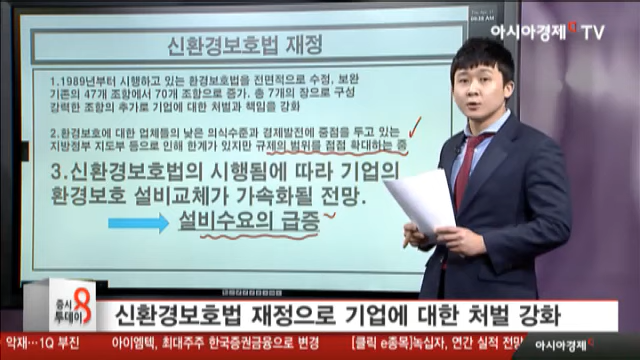 09:38 AM
아시아경제 TV
신환경보호법 재정
1.1989년부터 시행하고 있는 환경보호법을 전면적으로 수정, 보완
기존의 47개 조항에서 70개 조항으로 증가. 총 7개의 장으로 구성
강력한 조항의 추가로 기업에 대한 처벌과 책임을 강화
2.환경보호에 대한 업체들의 낮은 의식수준과 경제발전에 중점을 두고 있는
지방정부 지도부 등으로 인해 한계가 있지만 규제의 범위를 점점 확대하는 중
3.신환경보호법의 시행됨에 따라 기업의
환경보호 설비교체가 가속화될 전망.
설비수요의 급증
증시
투데이 8
신환경보호법 재정으로 기업에 대한 처벌 강화
악재…1Q 부진 아이엠텍, 최대주주 한국증권금융으로 변경 [클릭 e종목]녹십자, 연간 실적 전망 아시아경제TV